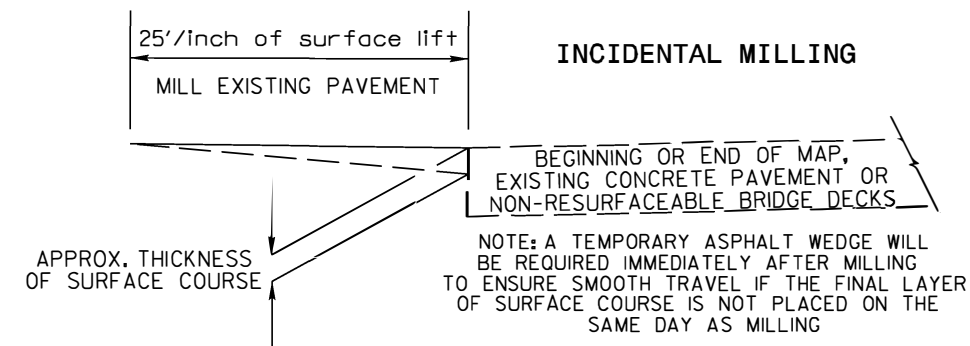 25'/inch of surface lift
INCIDENTAL MILLING
MILL EXISTING PAVEMENT
BEGINNING OR END OF MAP,
EXISTING CONCRETE PAVEMENT OR
NON-RESURFACEABLE BRIDGE DECKS
APPROX. THICKNESS
OF SURFACE COURSE
NOTE: A TEMPORARY ASPHALT WEDGE WILL
BE REQUIRED IMMEDIATELY AFTER MILLING
TO ENSURE SMOOTH TRAVEL IF THE FINAL LAYER
OF SURFACE COURSE IS NOT PLACED ON THE
SAME DAY AS MILLING